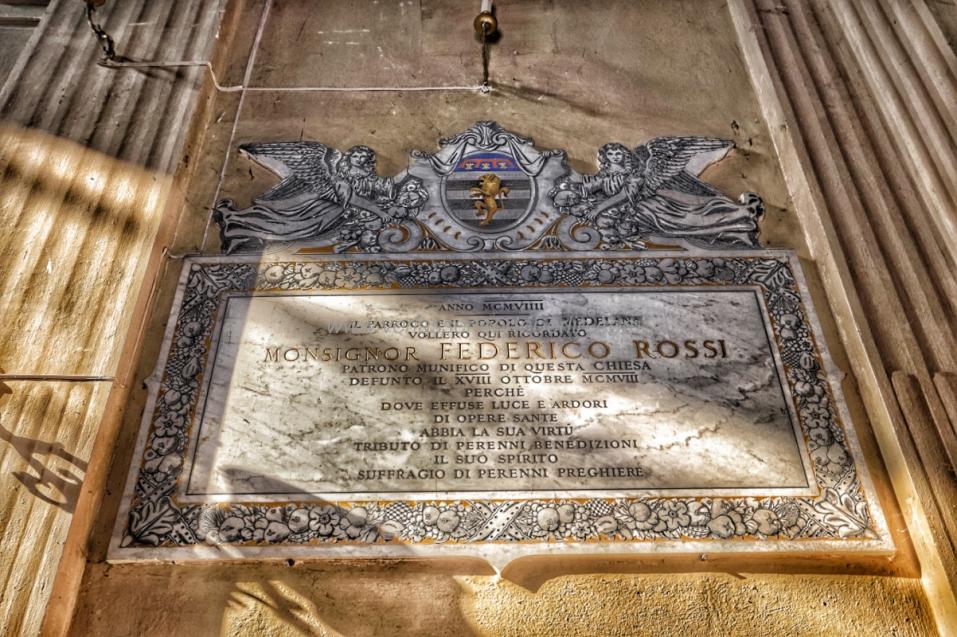 ANNO MCMVIIII
IL PARROCO E IL POPOLO DI MEDELANA
VOLLERO QUI RICORDATO
MONSIGNOR FEDERICO ROSSI
PATRONO MUNIFICO DI QUESTA CHIESA
DEFUNTO IL XVIII OTTOBRE MCMVIII
PERCHÈ
DOVE EFFUSE LUCE E ARDORI
DI OPERE SANTE
ABBIA LA SUA VIRTÙ
TRIBUTO DI PERENNI BENEDIZIONI
IL SUO SPIRITO
SUFFRAGIO DI PERENNI PREGHIERE